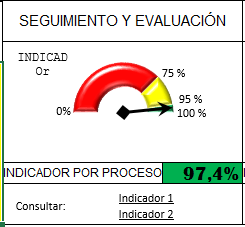 SEGUIMIENTO Y EVALUACIÓN
INDICAD
Or
75 %
0%
95 %
100 %
INDICADOR POR PROCESO 97,4%
Consultar: Indicador 1
Indicador 2